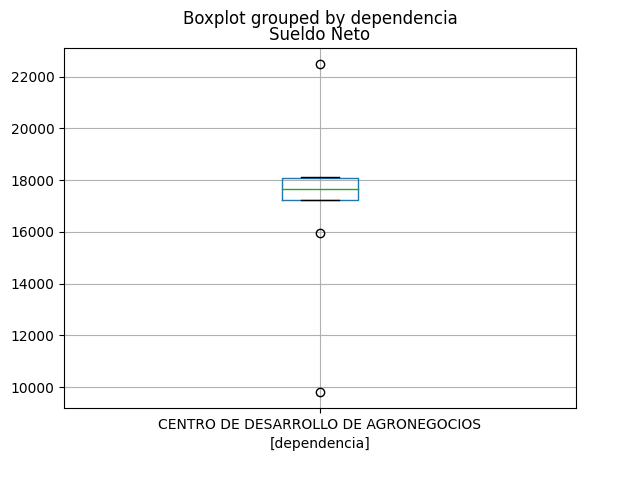 Boxplot grouped by dependencia
Sueldo Neto
22000
20000
18000
16000
14000
12000
10000
CENTRO DE DESARROLLO DE AGRONEGOCIOS
[dependencia]